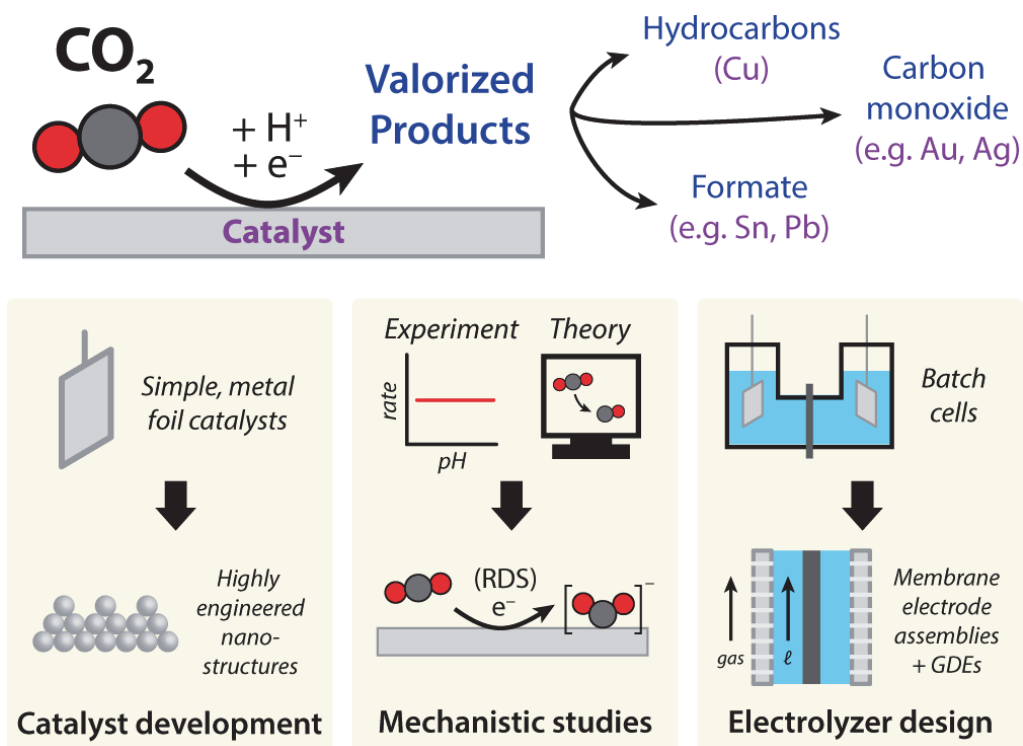 CO₂
+ H⁺
+ e⁻
Catalyst
Valorized
Products
Hydrocarbons
(Cu)
Carbon
monoxide
(e.g. Au, Ag)
Formate
(e.g. Sn, Pb)
Simple, metal
foil catalysts
Highly
engineered
nano-
structures
Catalyst development
Experiment
Theory
rate
pH
(RDS)
e⁻
−
Mechanistic studies
Batch
cells
gas
ℓ
Membrane
electrode
assemblies
+ GDEs
Electrolyzer design